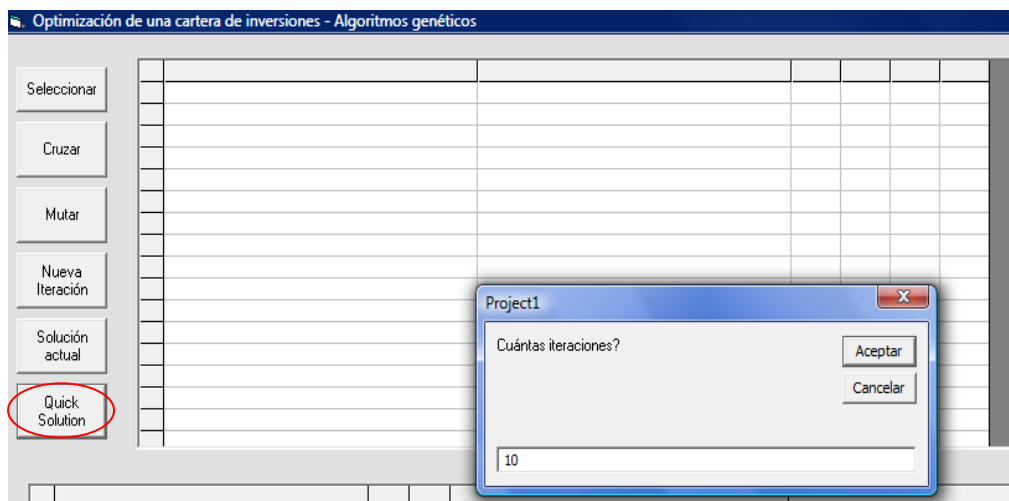 Optimización de una cartera de inversiones - Algoritmos genéticos
Seleccionar
Cruzar
Mutar
Nueva
Iteración
Solución
actual
Quick
Solution
Project1
Cuántas iteraciones?
Aceptar
Cancelar
10